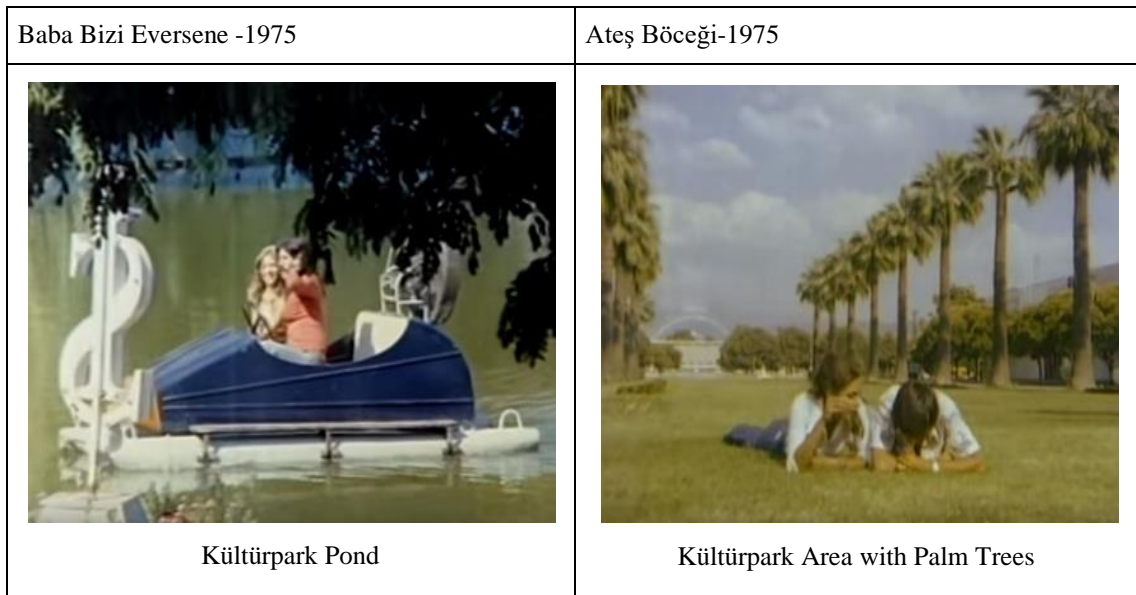 Baba Bizi Eversene -1975
Ateş Böceği-1975
Kültürpark Pond
Kültürpark Area with Palm Trees